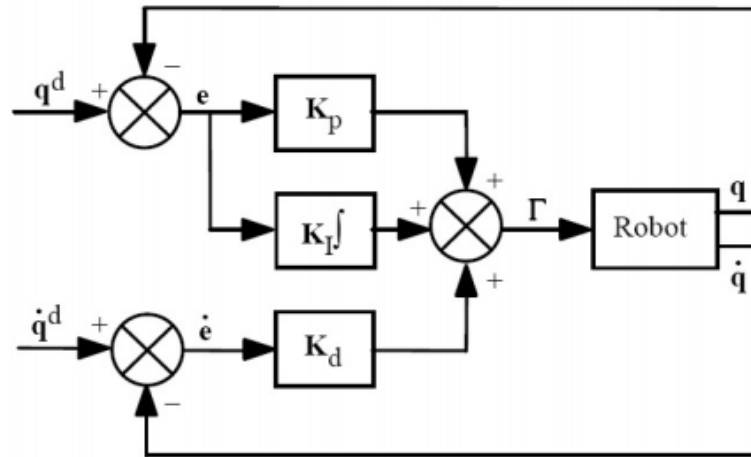 q^d + − e K_p
+ + K_I∫ + Γ Robot q
q̇
q̇^d + − ė K_d +